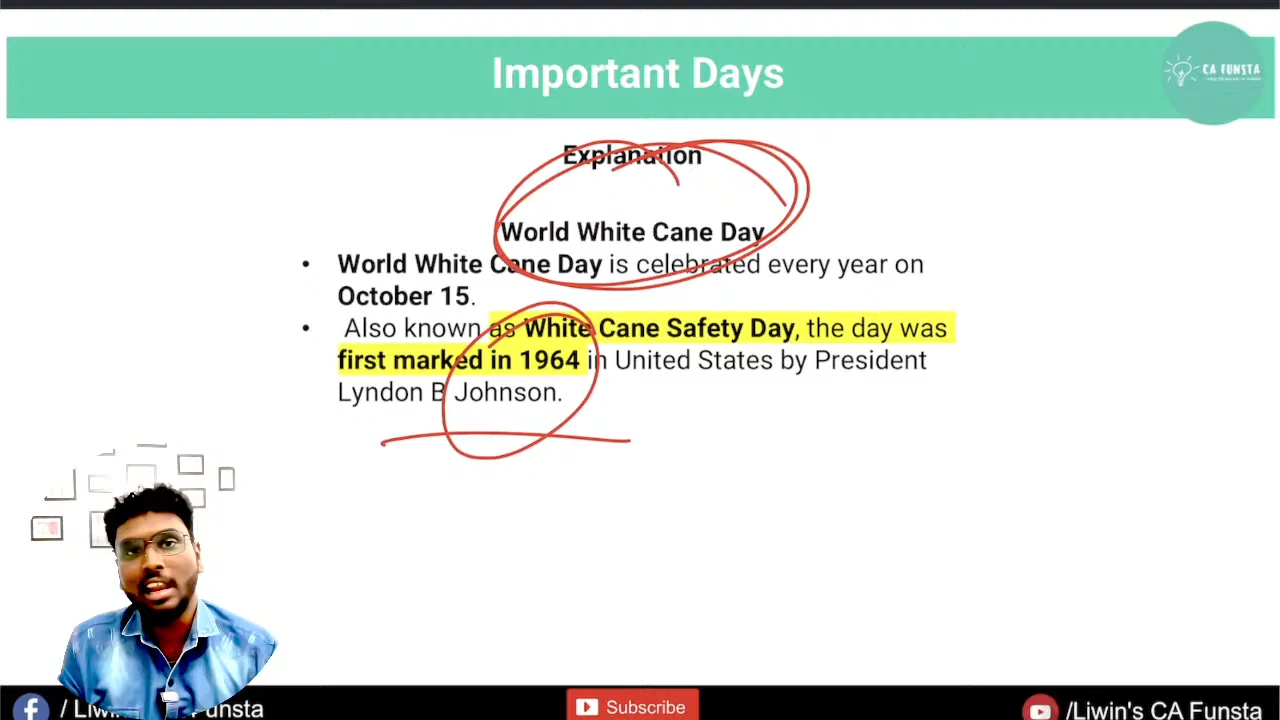 Important Days
CA FUNSTA
Explanation
World White Cane Day
• World White Cane Day is celebrated every year on
October 15.
• Also known as White Cane Safety Day, the day was
first marked in 1964 in United States by President
Lyndon B Johnson.
/ Liwin's Funsta
Subscribe
/Liwin's CA Funsta